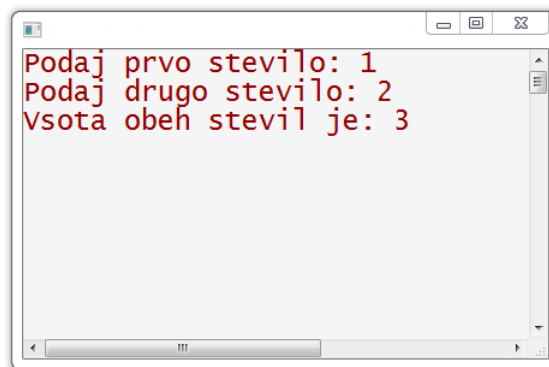 Podaj prvo stevilo: 1
Podaj drugo stevilo: 2
Vsota obeh stevil je: 3